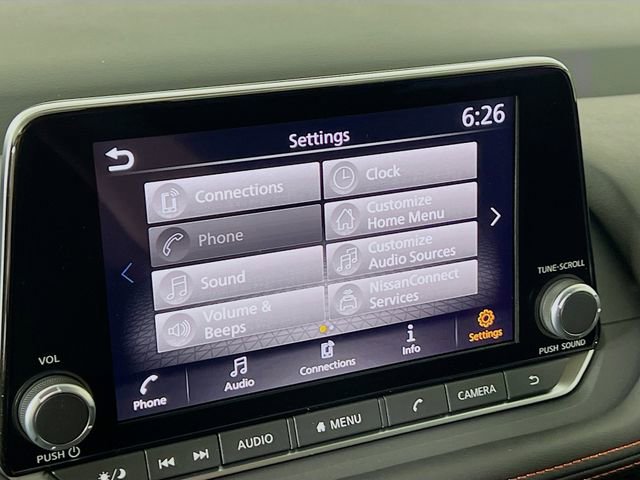 6:26
Settings
Connections
Clock
Phone
Customize
Home Menu
Sound
Customize
Audio Sources
Volume &
Beeps
NissanConnect
Services
Phone
Audio
Connections
Info
Settings
VOL
PUSH
TUNE·SCROLL
PUSH SOUND
AUDIO
MENU
CAMERA